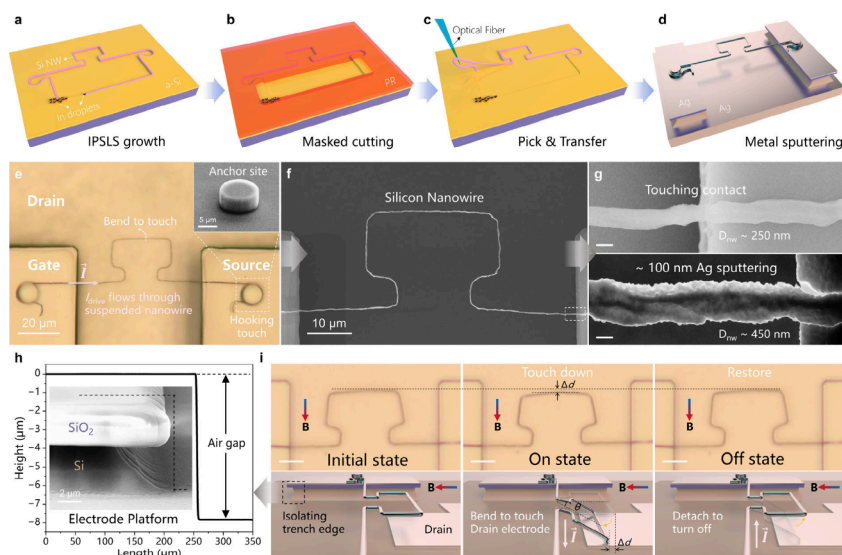 a
b
c
d
Optical Fiber
Si NW
a-Si
In droplets
PR
Au
Ag
IPSLS growth
Masked cutting
Pick & Transfer
Metal sputtering
e
Anchor site
5 μm
Drain
Bend to touch
Gate
I
Source
Idrive flows through
suspended nanowire
Hooking
touch
20 μm
f
Silicon Nanowire
10 μm
g
Touching contact
Dnw ~ 250 nm
~ 100 nm Ag sputtering
Dnw ~ 450 nm
h
Height (μm)
0
-1
-2
-3
-4
-5
-6
-7
-8
SiO2
Si
2 μm
Air gap
Electrode Platform
0 50 100 150 200 250 300 350
Length (μm)
i
Touch down
Restore
Δd
B
B
B
Initial state
On state
Off state
B
B
B
θ
Isolating
trench edge
Drain
Bend to touch
Drain electrode
I
Δd
Detach to
turn off
I